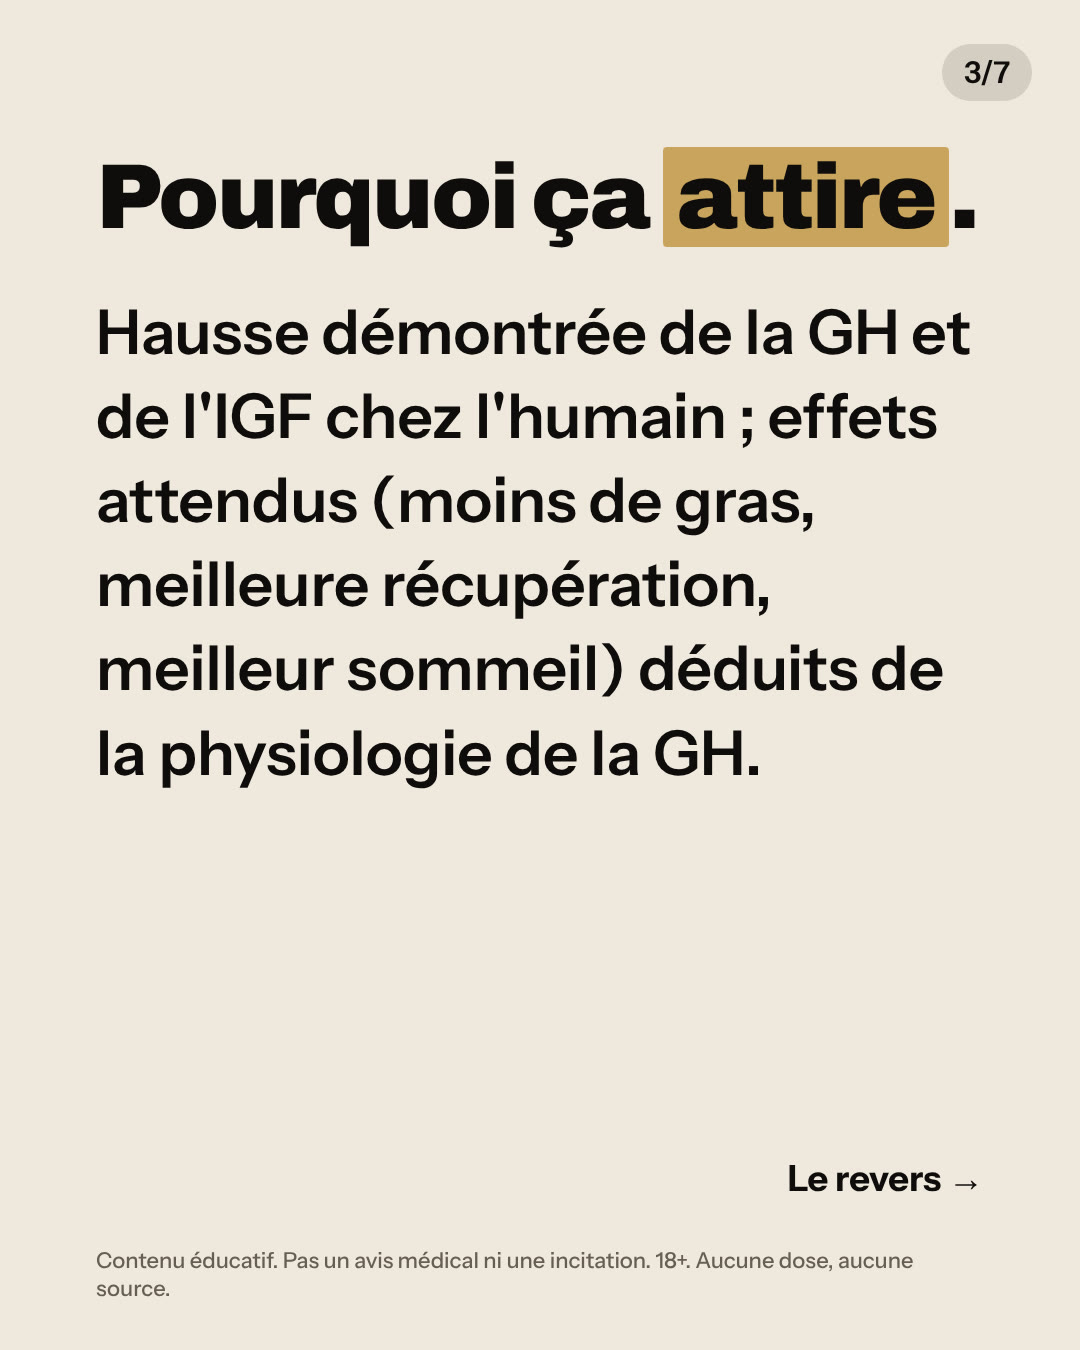 3/7
Pourquoi ça attire.
Hausse démontrée de la GH et
de l'IGF chez l'humain ; effets
attendus (moins de gras,
meilleure récupération,
meilleur sommeil) déduits de
la physiologie de la GH.
Le revers →
Contenu éducatif. Pas un avis médical ni une incitation. 18+. Aucune dose, aucune
source.